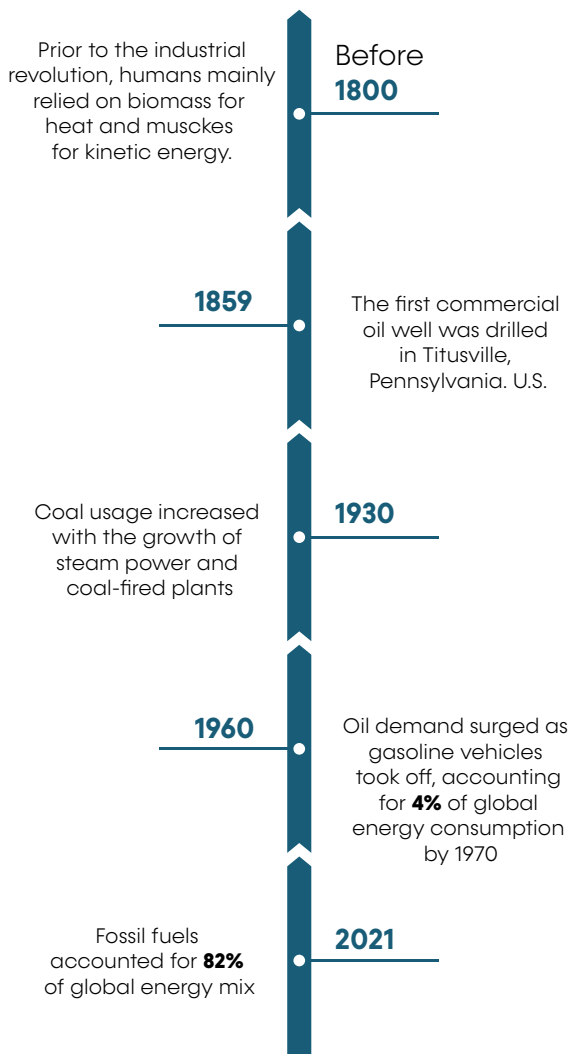 Before
1800
Prior to the industrial
revolution, humans mainly
relied on biomass for
heat and musckes
for kinetic energy.
1859
The first commercial
oil well was drilled
in Titusville,
Pennsylvania. U.S.
1930
Coal usage increased
with the growth of
steam power and
coal-fired plants
1960
Oil demand surged as
gasoline vehicles
took off, accounting
for 4% of global
energy consumption
by 1970
2021
Fossil fuels
accounted for 82%
of global energy mix